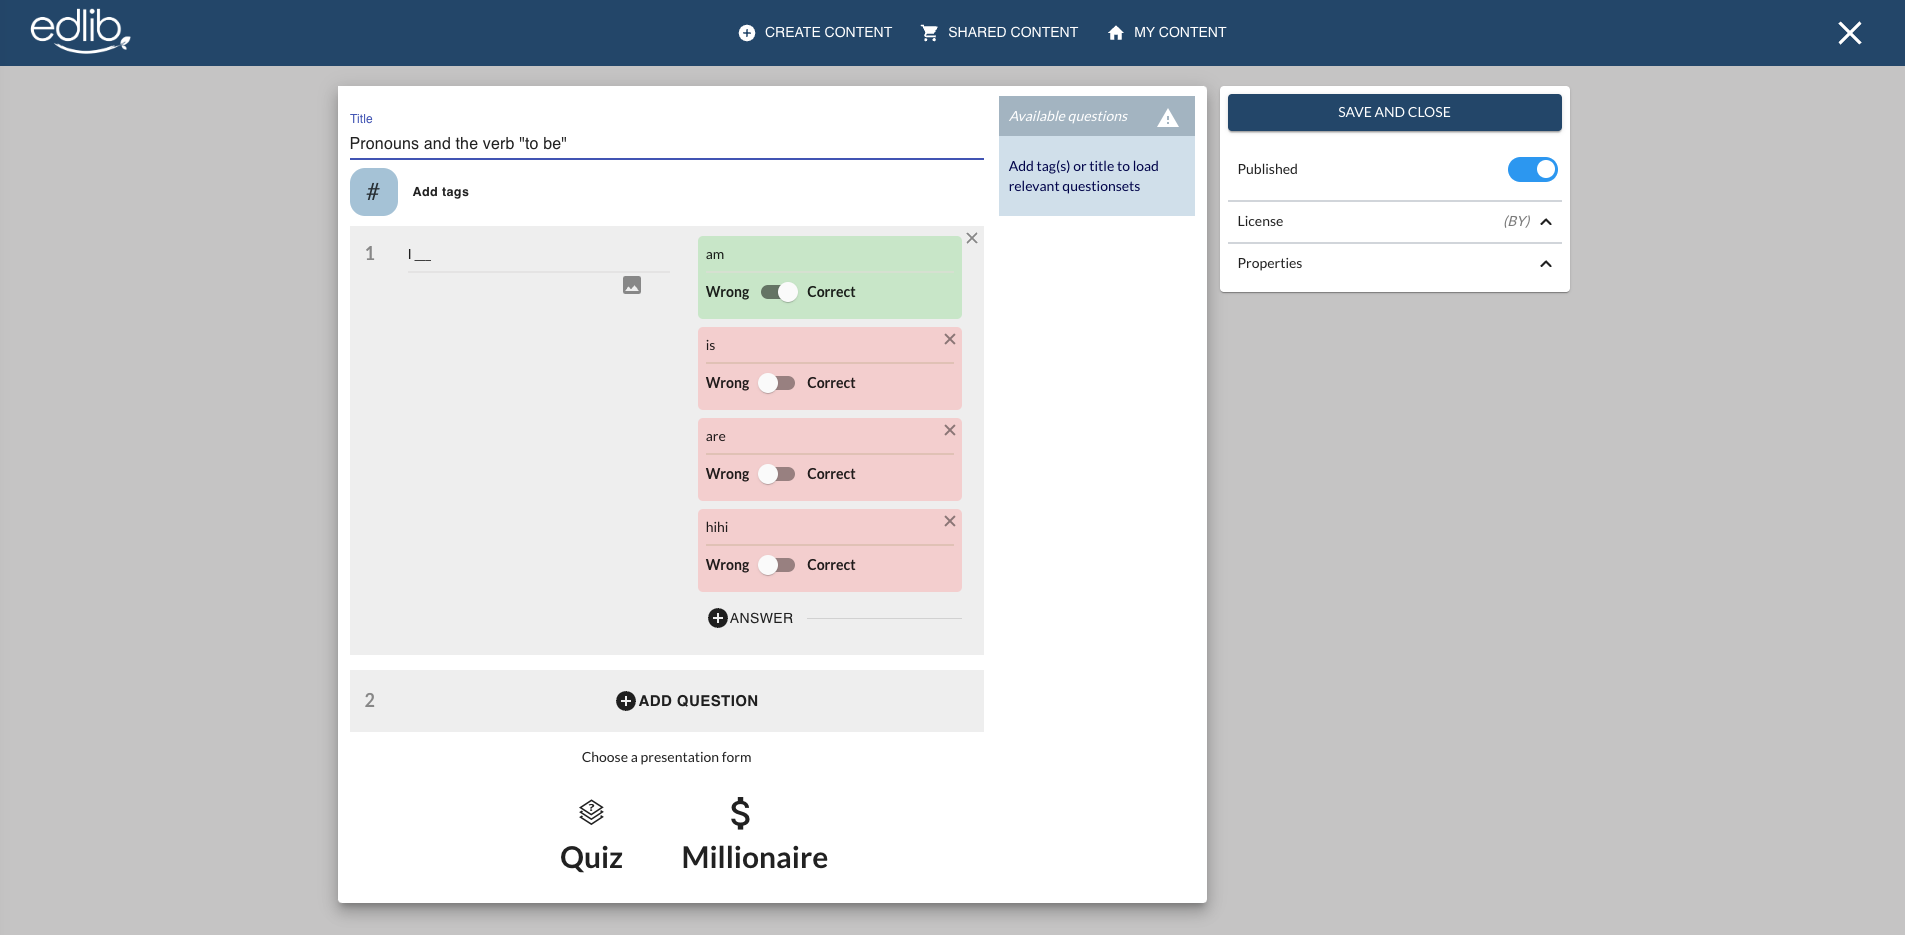 edlib
CREATE CONTENT
SHARED CONTENT
MY CONTENT
Title
Pronouns and the verb "to be"
#
Add tags
1
I __
am
Wrong Correct
is
Wrong Correct
are
Wrong Correct
hihi
Wrong Correct
ANSWER
2
ADD QUESTION
Choose a presentation form
?
Quiz
$
Millionaire
Available questions
Add tag(s) or title to load
relevant questionsets
SAVE AND CLOSE
Published
License (BY)
Properties